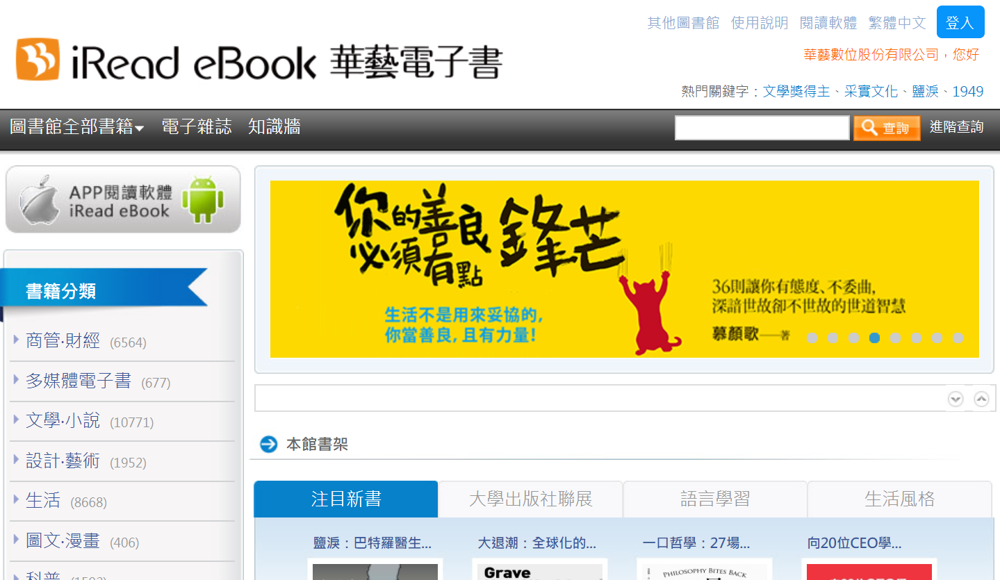 其他圖書館 使用說明 閱讀軟體 繁體中文 登入
iRead eBook 華藝電子書
華藝數位股份有限公司，您好
熱門關鍵字：文學獎得主、采實文化、鹽淚、1949
圖書館全部書籍 電子雜誌 知識牆 查詢 進階查詢
APP閱讀軟體
iRead eBook
你的善良
必須有點
鋒芒
36則讓你有態度、不委曲,
深諳世故卻不世故的世道智慧
生活不是用來妥協的,
你當善良, 且有力量!
慕顏歌——著
書籍分類
商管‧財經 (6564)
多媒體電子書 (677)
文學‧小說 (10771)
設計‧藝術 (1952)
生活 (8668)
圖文‧漫畫 (406)
科普
本館書架
注目新書 大學出版社聯展 語言學習 生活風格
鹽淚：巴特羅醫生... 大退潮：全球化的... 一口哲學：27場... 向20位CEO學...
Grave
PHILOSOPHY BITES BACK